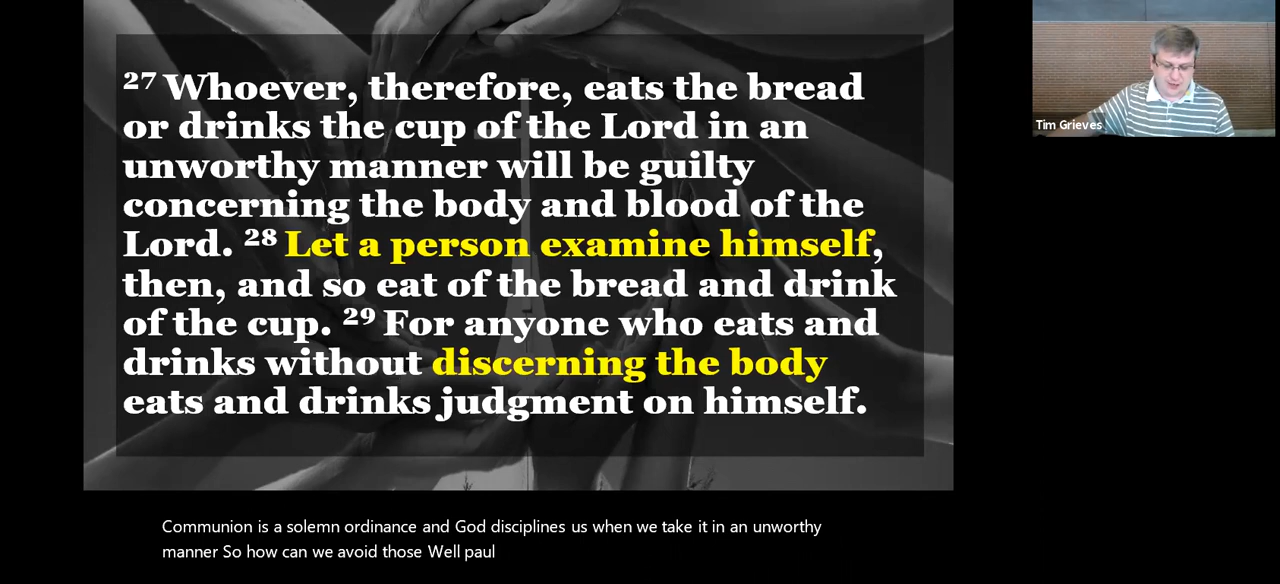 27 Whoever, therefore, eats the bread
or drinks the cup of the Lord in an
unworthy manner will be guilty
concerning the body and blood of the
Lord. 28 Let a person examine himself,
then, and so eat of the bread and drink
of the cup. 29 For anyone who eats and
drinks without discerning the body
eats and drinks judgment on himself.
Tim Grieves
Communion is a solemn ordinance and God disciplines us when we take it in an unworthy
manner So how can we avoid those Well paul